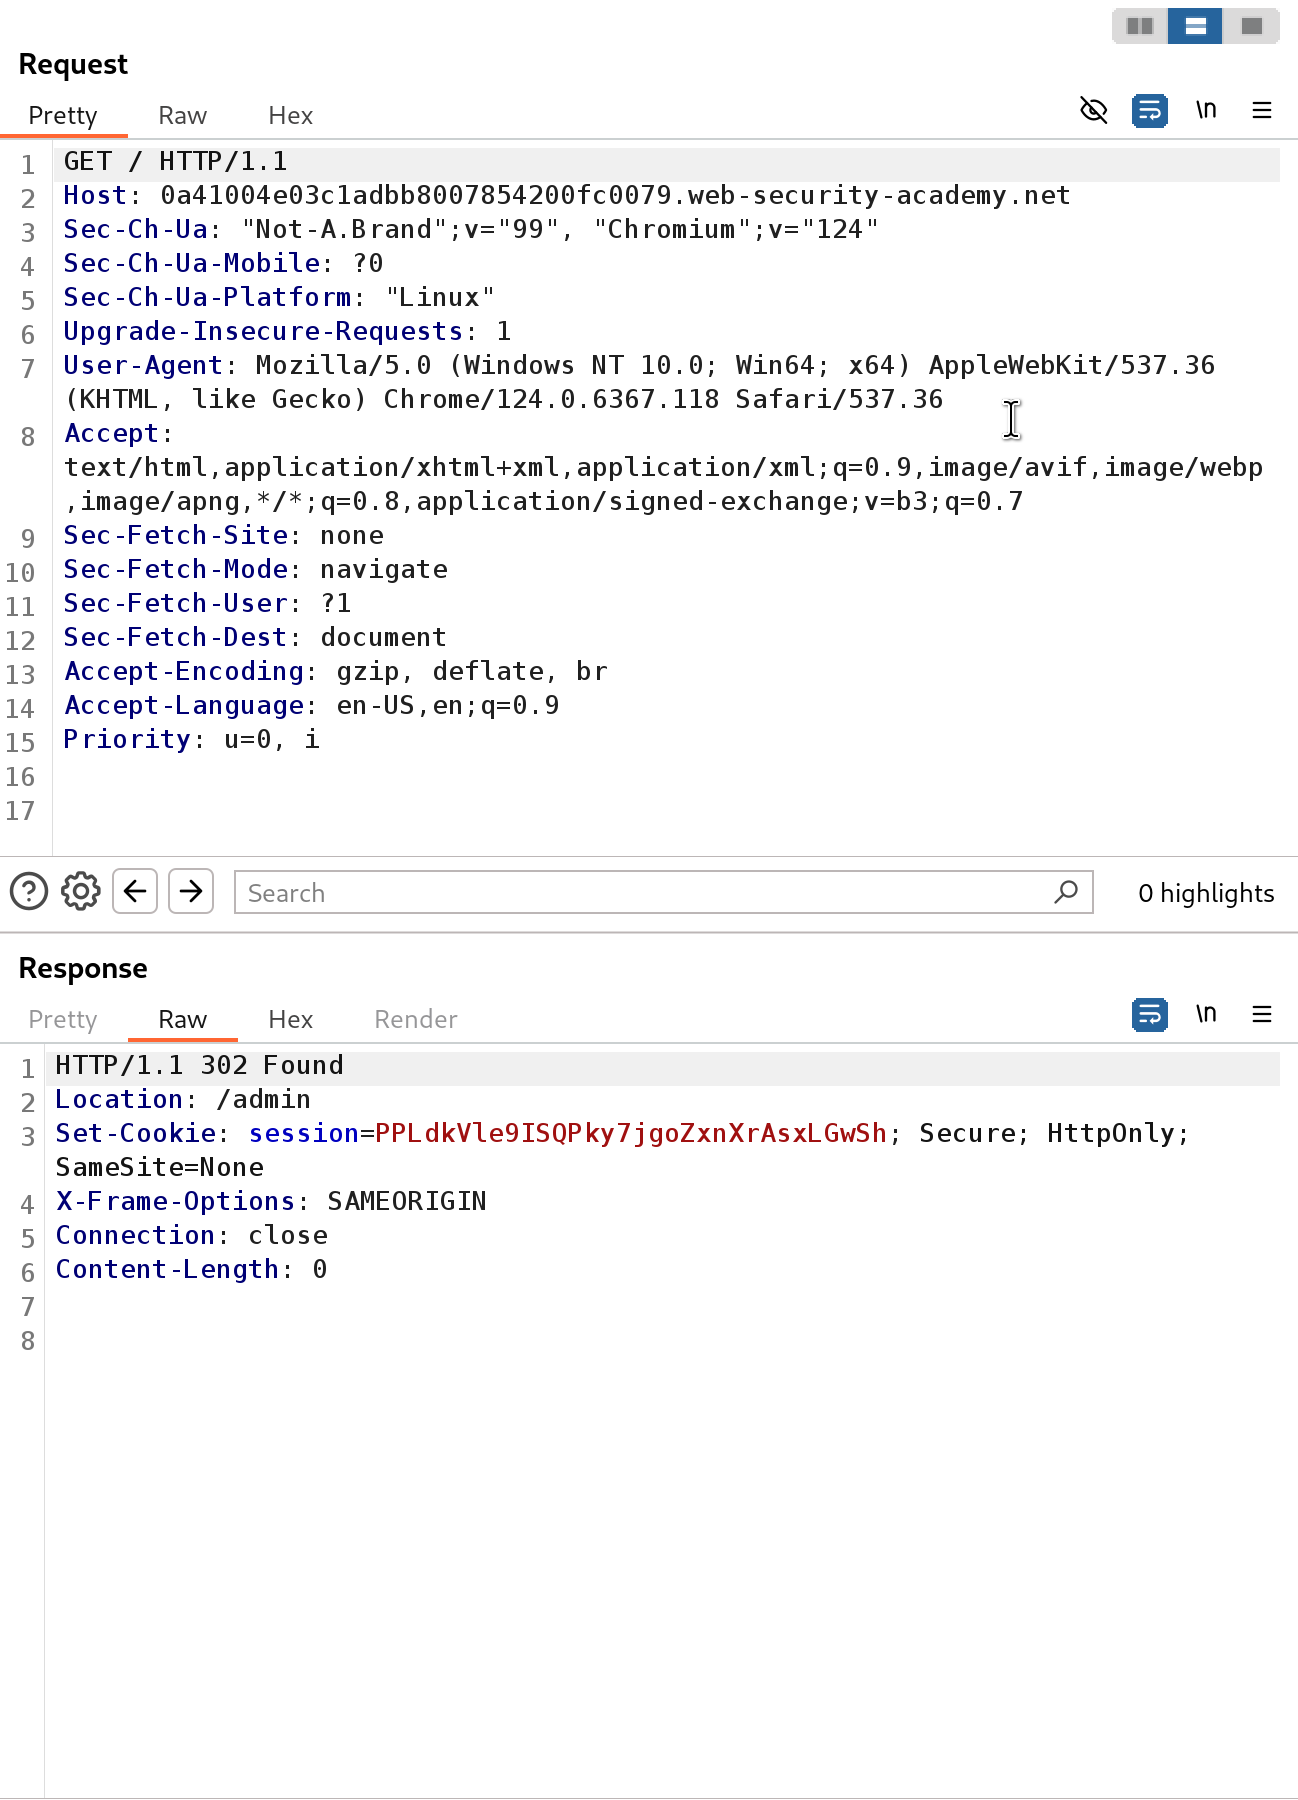 Request
Pretty Raw Hex \n
1 GET / HTTP/1.1
2 Host: 0a41004e03c1adbb8007854200fc0079.web-security-academy.net
3 Sec-Ch-Ua: "Not-A.Brand";v="99", "Chromium";v="124"
4 Sec-Ch-Ua-Mobile: ?0
5 Sec-Ch-Ua-Platform: "Linux"
6 Upgrade-Insecure-Requests: 1
7 User-Agent: Mozilla/5.0 (Windows NT 10.0; Win64; x64) AppleWebKit/537.36
(KHTML, like Gecko) Chrome/124.0.6367.118 Safari/537.36
8 Accept:
text/html,application/xhtml+xml,application/xml;q=0.9,image/avif,image/webp
,image/apng,*/*;q=0.8,application/signed-exchange;v=b3;q=0.7
9 Sec-Fetch-Site: none
10 Sec-Fetch-Mode: navigate
11 Sec-Fetch-User: ?1
12 Sec-Fetch-Dest: document
13 Accept-Encoding: gzip, deflate, br
14 Accept-Language: en-US,en;q=0.9
15 Priority: u=0, i
16
17
Search 0 highlights
Response
Pretty Raw Hex Render \n
1 HTTP/1.1 302 Found
2 Location: /admin
3 Set-Cookie: session=PPLdkVle9ISQPky7jgoZxnXrAsxLGwSh; Secure; HttpOnly;
SameSite=None
4 X-Frame-Options: SAMEORIGIN
5 Connection: close
6 Content-Length: 0
7
8